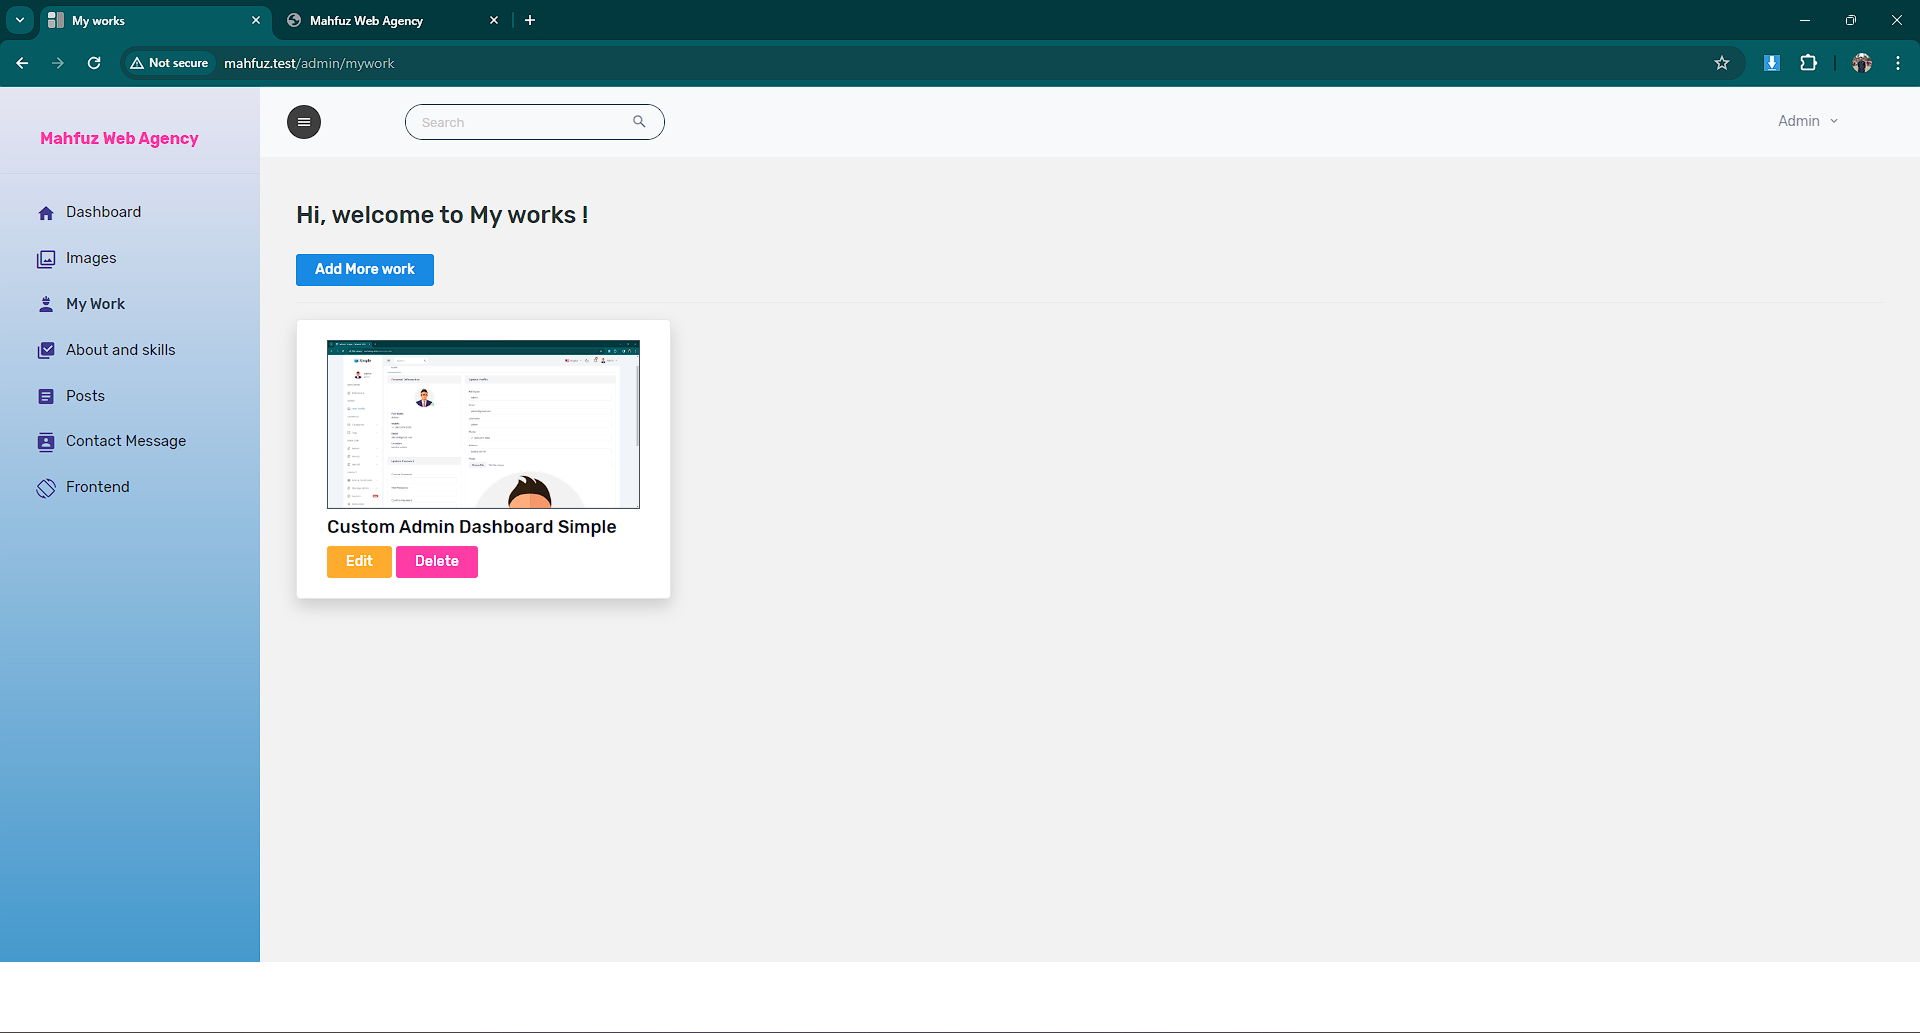 My works
Mahfuz Web Agency
Not secure
mahfuz.test/admin/mywork
Mahfuz Web Agency
Search
Admin
Dashboard
Images
My Work
About and skills
Posts
Contact Message
Frontend
Hi, welcome to My works !
Add More work
Custom Admin Dashboard Simple
Edit
Delete